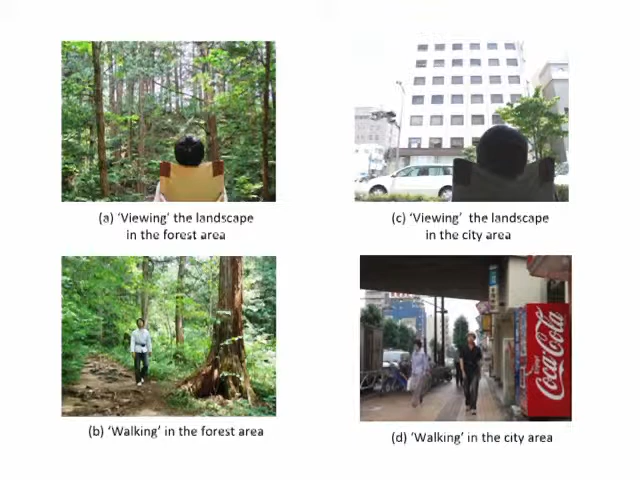 (a) ‘Viewing’ the landscape
in the forest area
(c) ‘Viewing’ the landscape
in the city area
Coca-Cola
(b) ‘Walking’ in the forest area
(d) ‘Walking’ in the city area